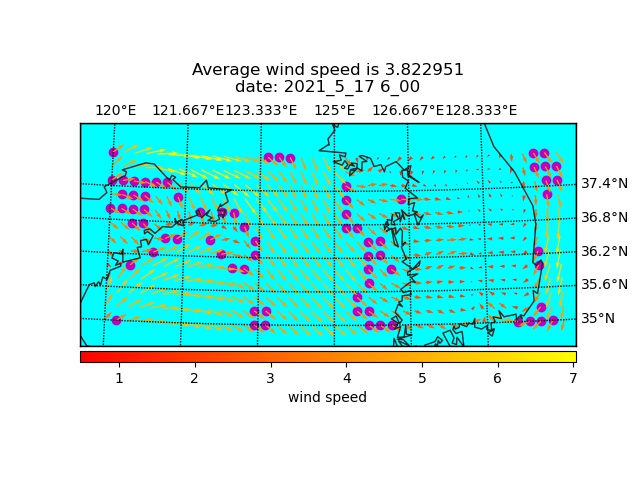 Average wind speed is 3.822951
date: 2021_5_17 6_00
120°E 121.667°E 123.333°E 125°E 126.667°E 128.333°E
37.4°N
36.8°N
36.2°N
35.6°N
35°N
1 2 3 4 5 6 7
wind speed